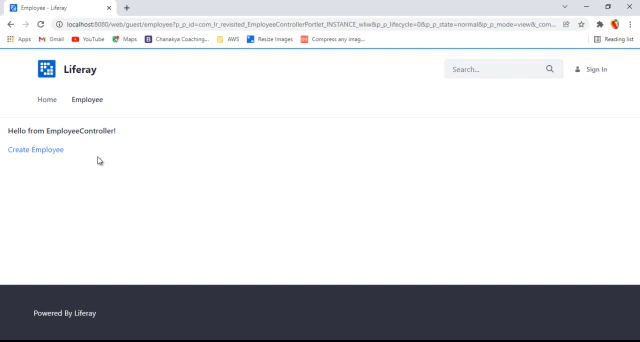 Employee - Liferay
localhost:8080/web/guest/employee?p_p_id=com_lr_revisited_EmployeeControllerPortlet_INSTANCE_wliw&p_p_lifecycle=0&p_p_state=normal&p_p_mode=view&_com...
Apps Gmail YouTube Maps Chanakya Coaching... AWS Resize Images Compress any imag... Reading list
Liferay Search... Sign In
Home Employee
Hello from EmployeeController!
Create Employee
Powered By Liferay